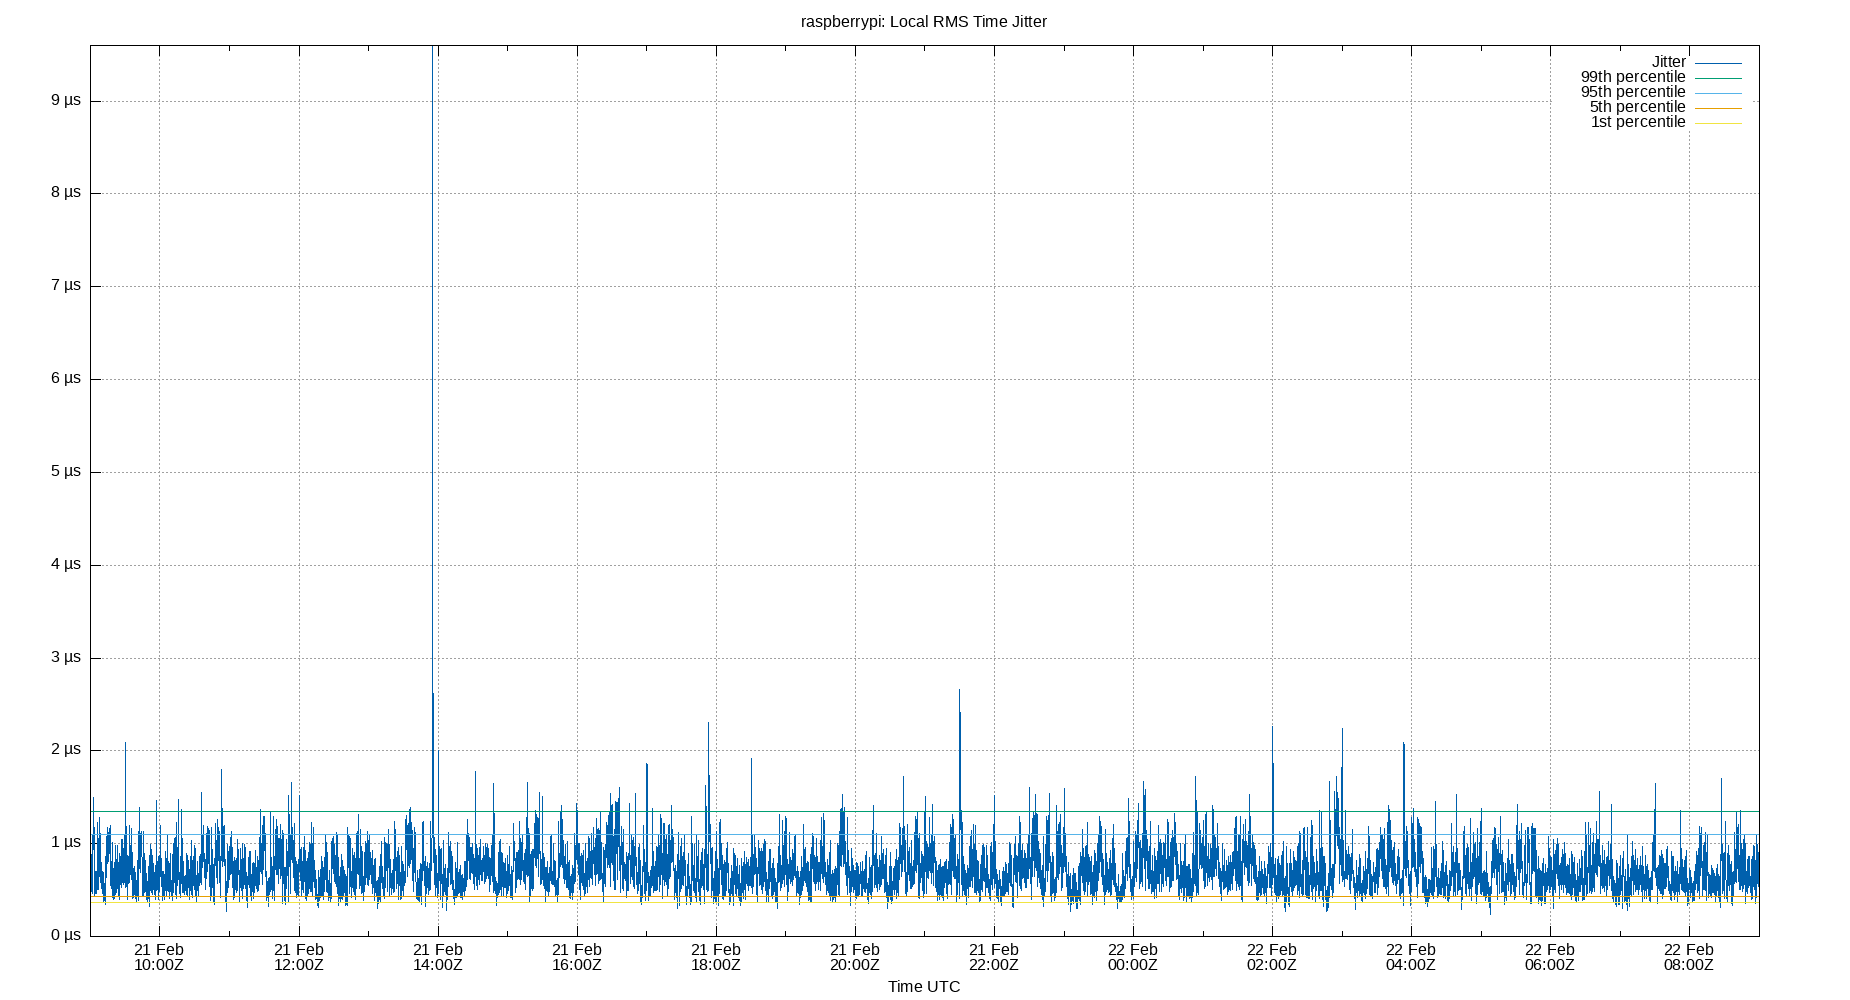 raspberrypi: Local RMS Time Jitter
Jitter
99th percentile
95th percentile
5th percentile
1st percentile
9 µs
8 µs
7 µs
6 µs
5 µs
4 µs
3 µs
2 µs
1 µs
0 µs
21 Feb 21 Feb 21 Feb 21 Feb 21 Feb 21 Feb 21 Feb 22 Feb 22 Feb 22 Feb 22 Feb 22 Feb
10:00Z 12:00Z 14:00Z 16:00Z 18:00Z 20:00Z 22:00Z 00:00Z 02:00Z 04:00Z 06:00Z 08:00Z
Time UTC